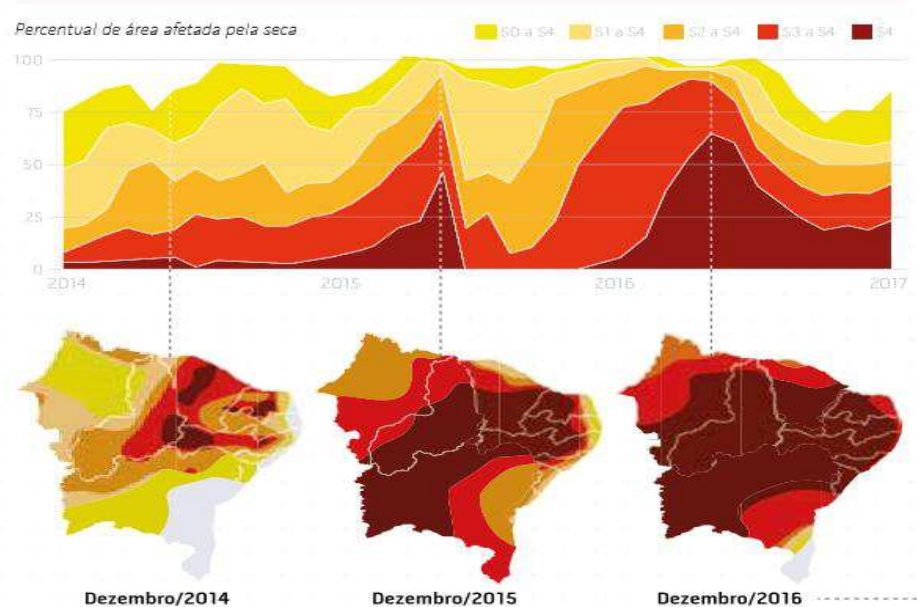 Percentual de área afetada pela seca
S0 a S4 S1 a S4 S2 a S4 S3 a S4 S4
100
75
50
25
0
2014 2015 2016 2017
Dezembro/2014 Dezembro/2015 Dezembro/2016